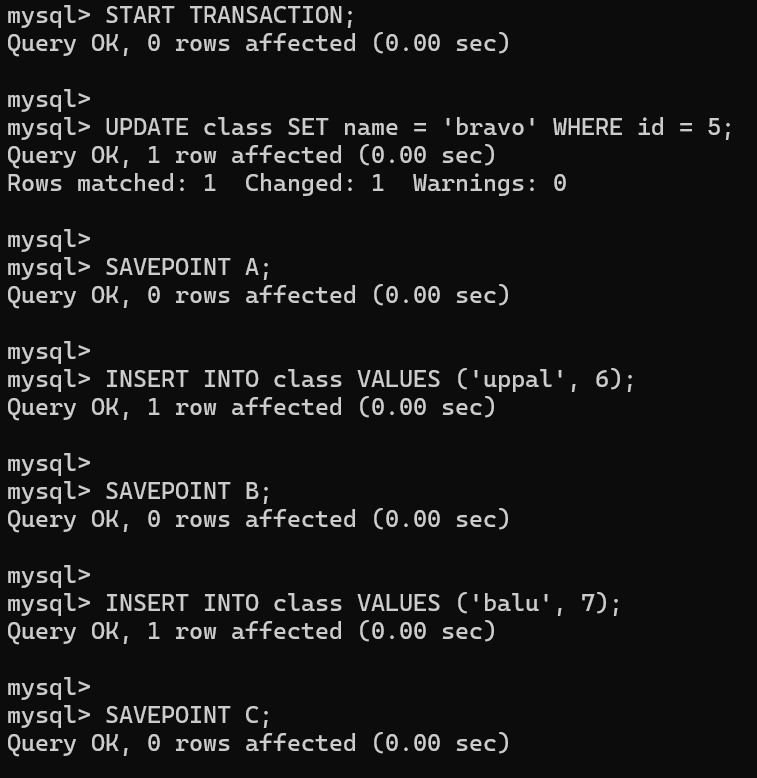 mysql> START TRANSACTION;
Query OK, 0 rows affected (0.00 sec)
mysql>
mysql> UPDATE class SET name = 'bravo' WHERE id = 5;
Query OK, 1 row affected (0.00 sec)
Rows matched: 1  Changed: 1  Warnings: 0
mysql>
mysql> SAVEPOINT A;
Query OK, 0 rows affected (0.00 sec)
mysql>
mysql> INSERT INTO class VALUES ('uppal', 6);
Query OK, 1 row affected (0.00 sec)
mysql>
mysql> SAVEPOINT B;
Query OK, 0 rows affected (0.00 sec)
mysql>
mysql> INSERT INTO class VALUES ('balu', 7);
Query OK, 1 row affected (0.00 sec)
mysql>
mysql> SAVEPOINT C;
Query OK, 0 rows affected (0.00 sec)